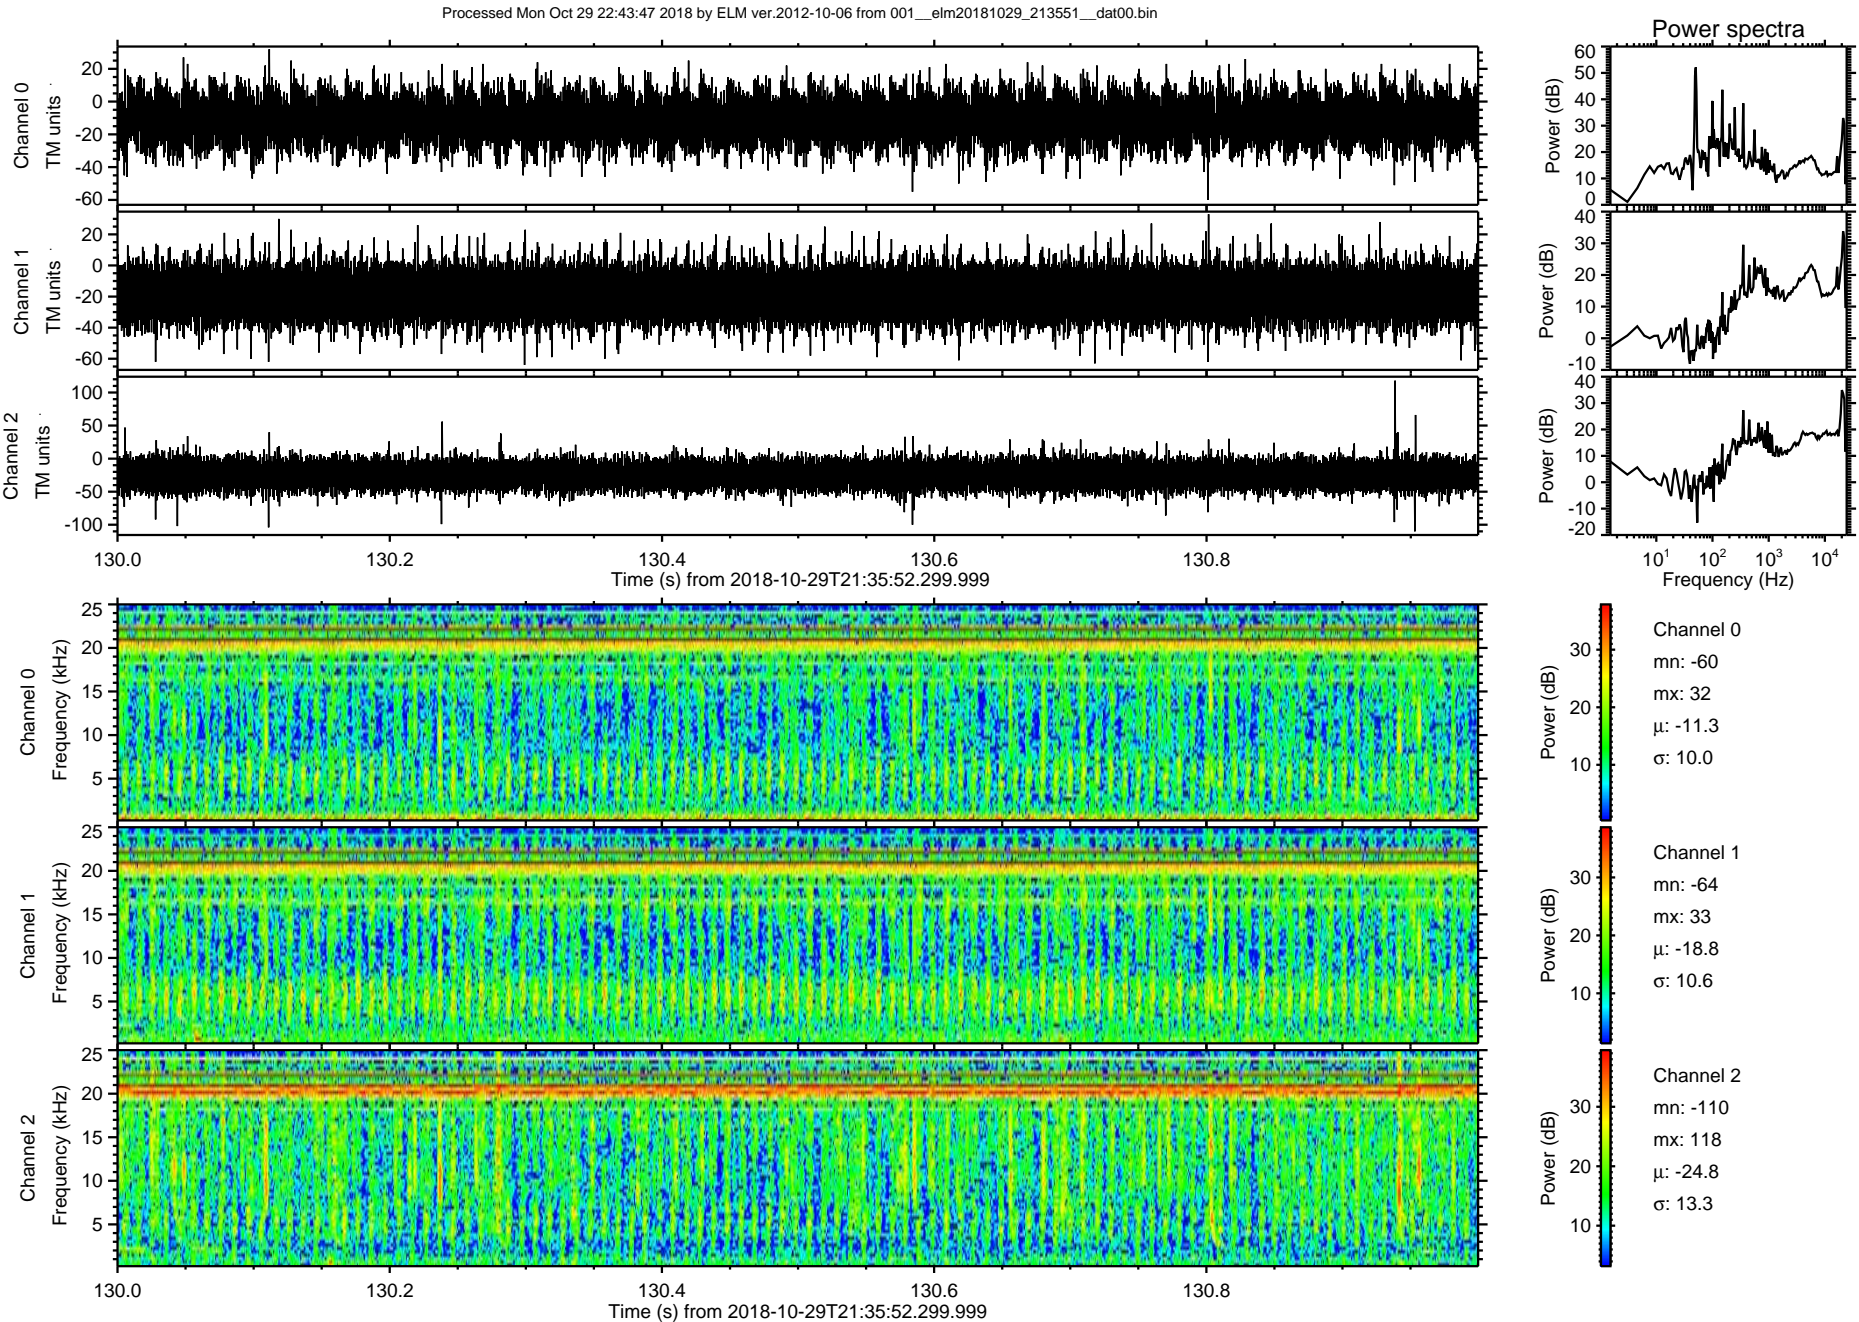 Processed Mon Oct 29 22:43:47 2018 by ELM ver.2012-10-06 from 001__elm20181029_213551__dat00.bin
Power spectra
Channel 0
TM units
20
0
-20
-40
-60
Power (dB)
60
50
40
30
20
10
0
Channel 1
TM units
20
0
-20
-40
-60
Power (dB)
40
30
20
10
0
-10
Channel 2
TM units
100
50
0
-50
-100
Power (dB)
40
30
20
10
0
-10
-20
130.0 130.2 130.4 130.6 130.8
Time (s) from 2018-10-29T21:35:52.299.999
10¹ 10² 10³ 10⁴
Frequency (Hz)
Channel 0
Frequency (kHz)
25
20
15
10
5
Power (dB)
30
20
10
Channel 0
mn: -60
mx: 32
μ: -11.3
σ: 10.0
Channel 1
Frequency (kHz)
25
20
15
10
5
Power (dB)
30
20
10
Channel 1
mn: -64
mx: 33
μ: -18.8
σ: 10.6
Channel 2
Frequency (kHz)
25
20
15
10
5
Power (dB)
30
20
10
Channel 2
mn: -110
mx: 118
μ: -24.8
σ: 13.3
130.0 130.2 130.4 130.6 130.8
Time (s) from 2018-10-29T21:35:52.299.999